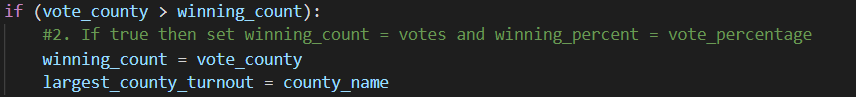 if (vote_county > winning_count):
#2. If true then set winning_count = votes and winning_percent = vote_percentage
winning_count = vote_county
largest_county_turnout = county_name